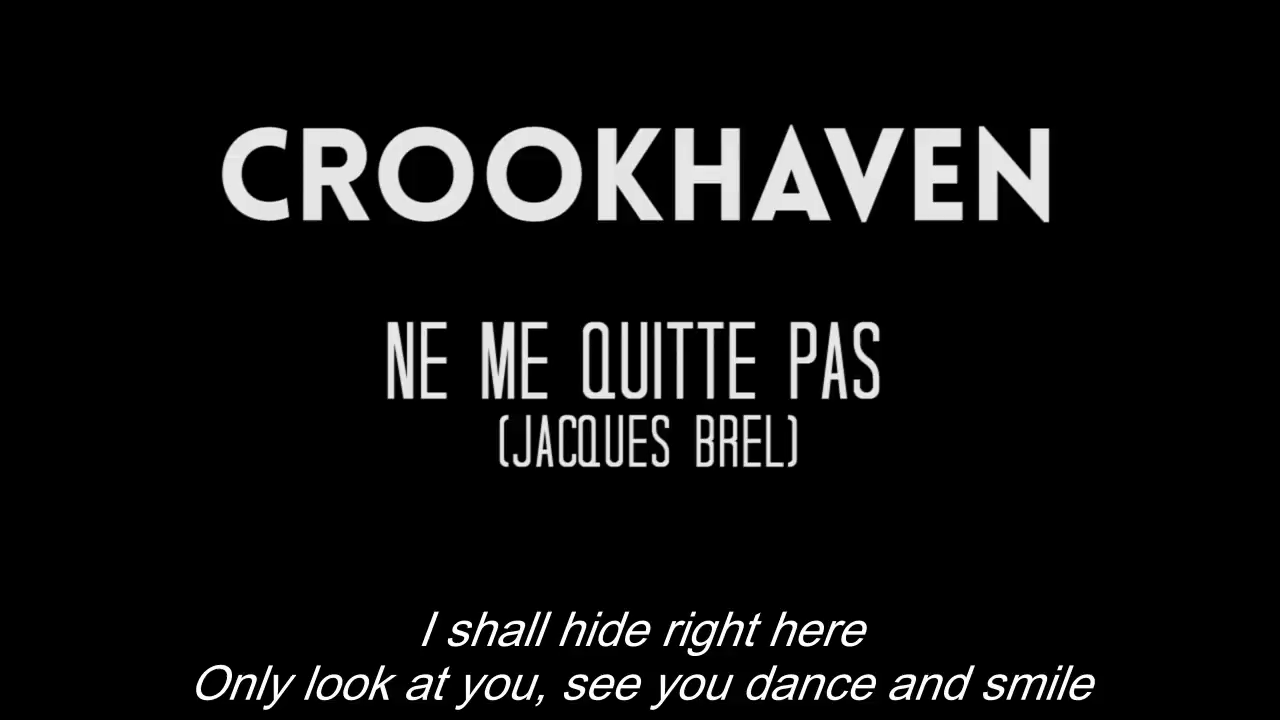 CROOKHAVEN
NE ME QUITTE PAS
(JACQUES BREL)
I shall hide right here
Only look at you, see you dance and smile